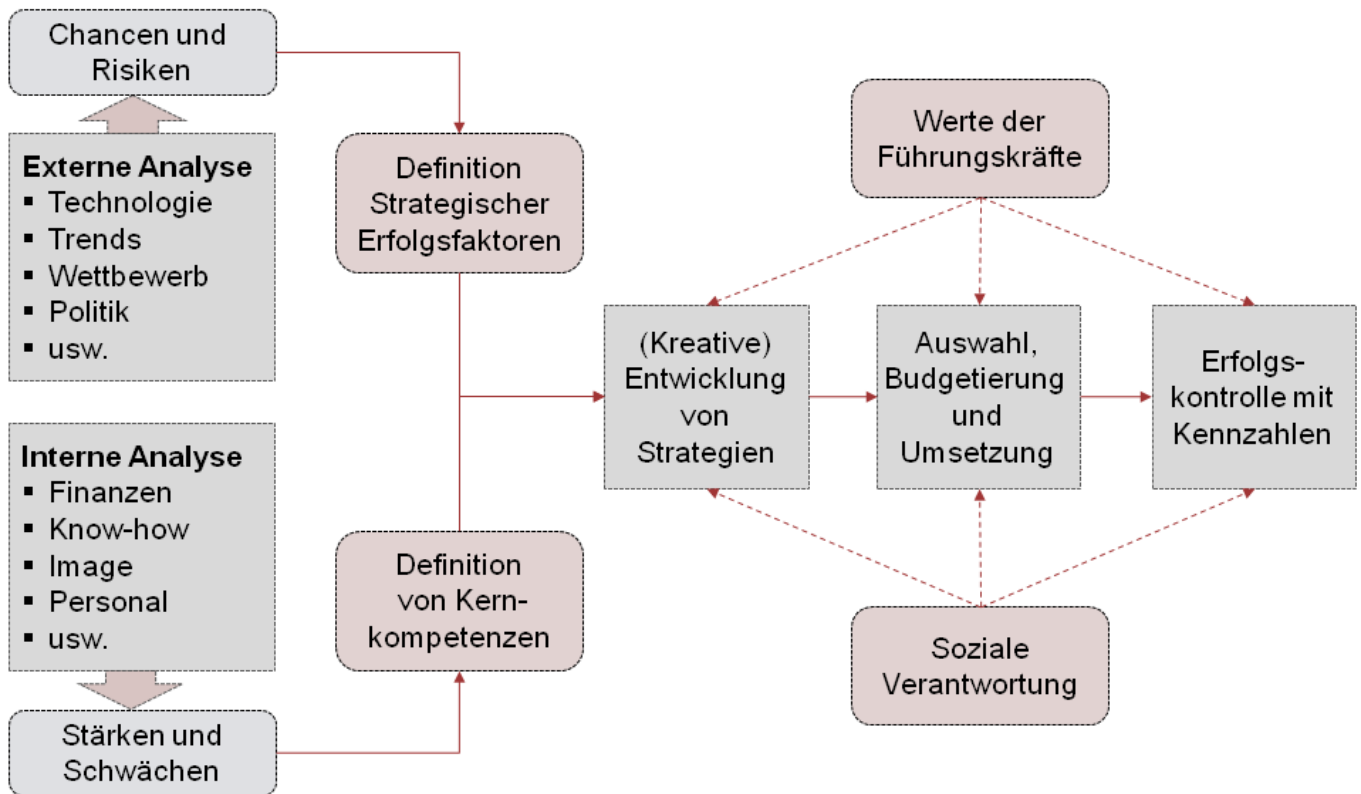 Chancen und
Risiken
Externe Analyse
▪ Technologie
▪ Trends
▪ Wettbewerb
▪ Politik
▪ usw.
Interne Analyse
▪ Finanzen
▪ Know-how
▪ Image
▪ Personal
▪ usw.
Stärken und
Schwächen
Definition
Strategischer
Erfolgsfaktoren
Definition
von Kern-
kompetenzen
(Kreative)
Entwicklung
von
Strategien
Werte der
Führungskräfte
Auswahl,
Budgetierung
und
Umsetzung
Soziale
Verantwortung
Erfolgs-
kontrolle mit
Kennzahlen